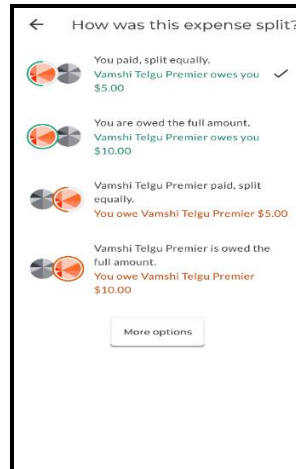 How was this expense split?
You paid, split equally.
Vamshi Telgu Premier owes you
$5.00
You are owed the full amount.
Vamshi Telgu Premier owes you
$10.00
Vamshi Telgu Premier paid, split
equally.
You owe Vamshi Telgu Premier $5.00
Vamshi Telgu Premier is owed the
full amount.
You owe Vamshi Telgu Premier
$10.00
More options